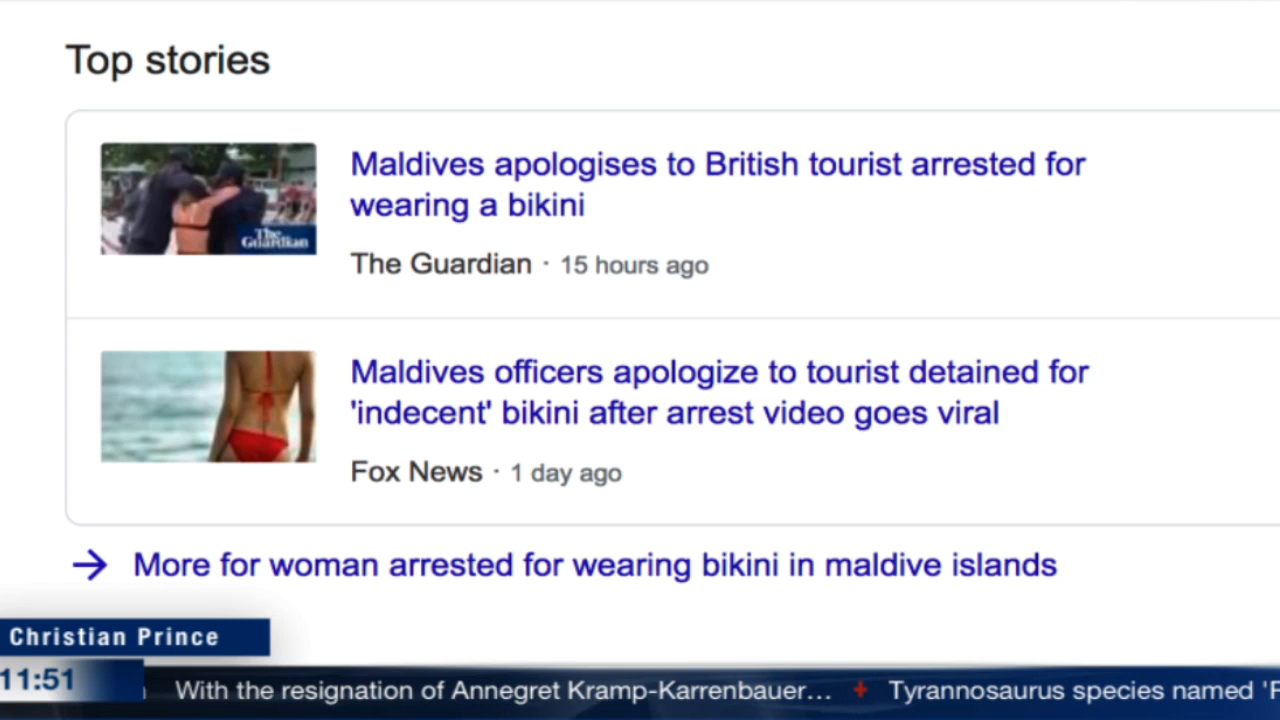 Top stories
Maldives apologises to British tourist arrested for
wearing a bikini
The Guardian · 15 hours ago
The
Guardian
Maldives officers apologize to tourist detained for
'indecent' bikini after arrest video goes viral
Fox News · 1 day ago
→ More for woman arrested for wearing bikini in maldive islands
Christian Prince
11:51
With the resignation of Annegret Kramp-Karrenbauer... + Tyrannosaurus species named